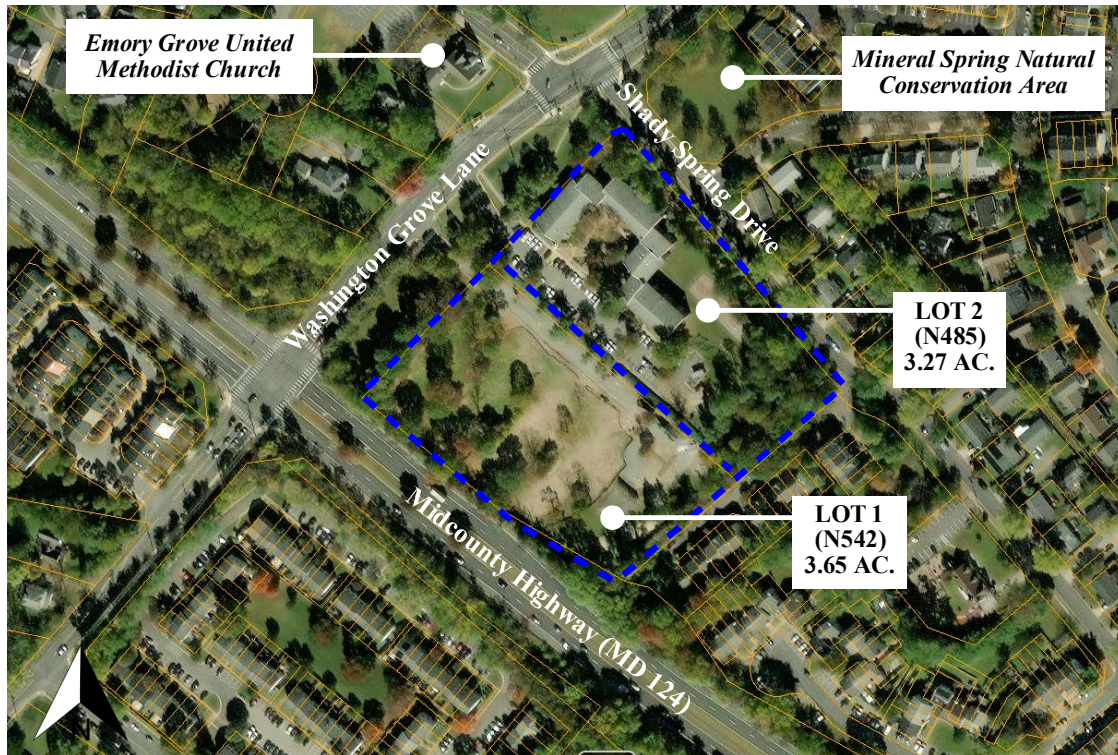 Emory Grove United
Methodist Church
Mineral Spring Natural
Conservation Area
Shady Spring Drive
Washington Grove Lane
LOT 2
(N485)
3.27 AC.
LOT 1
(N542)
3.65 AC.
Midcounty Highway (MD 124)
N